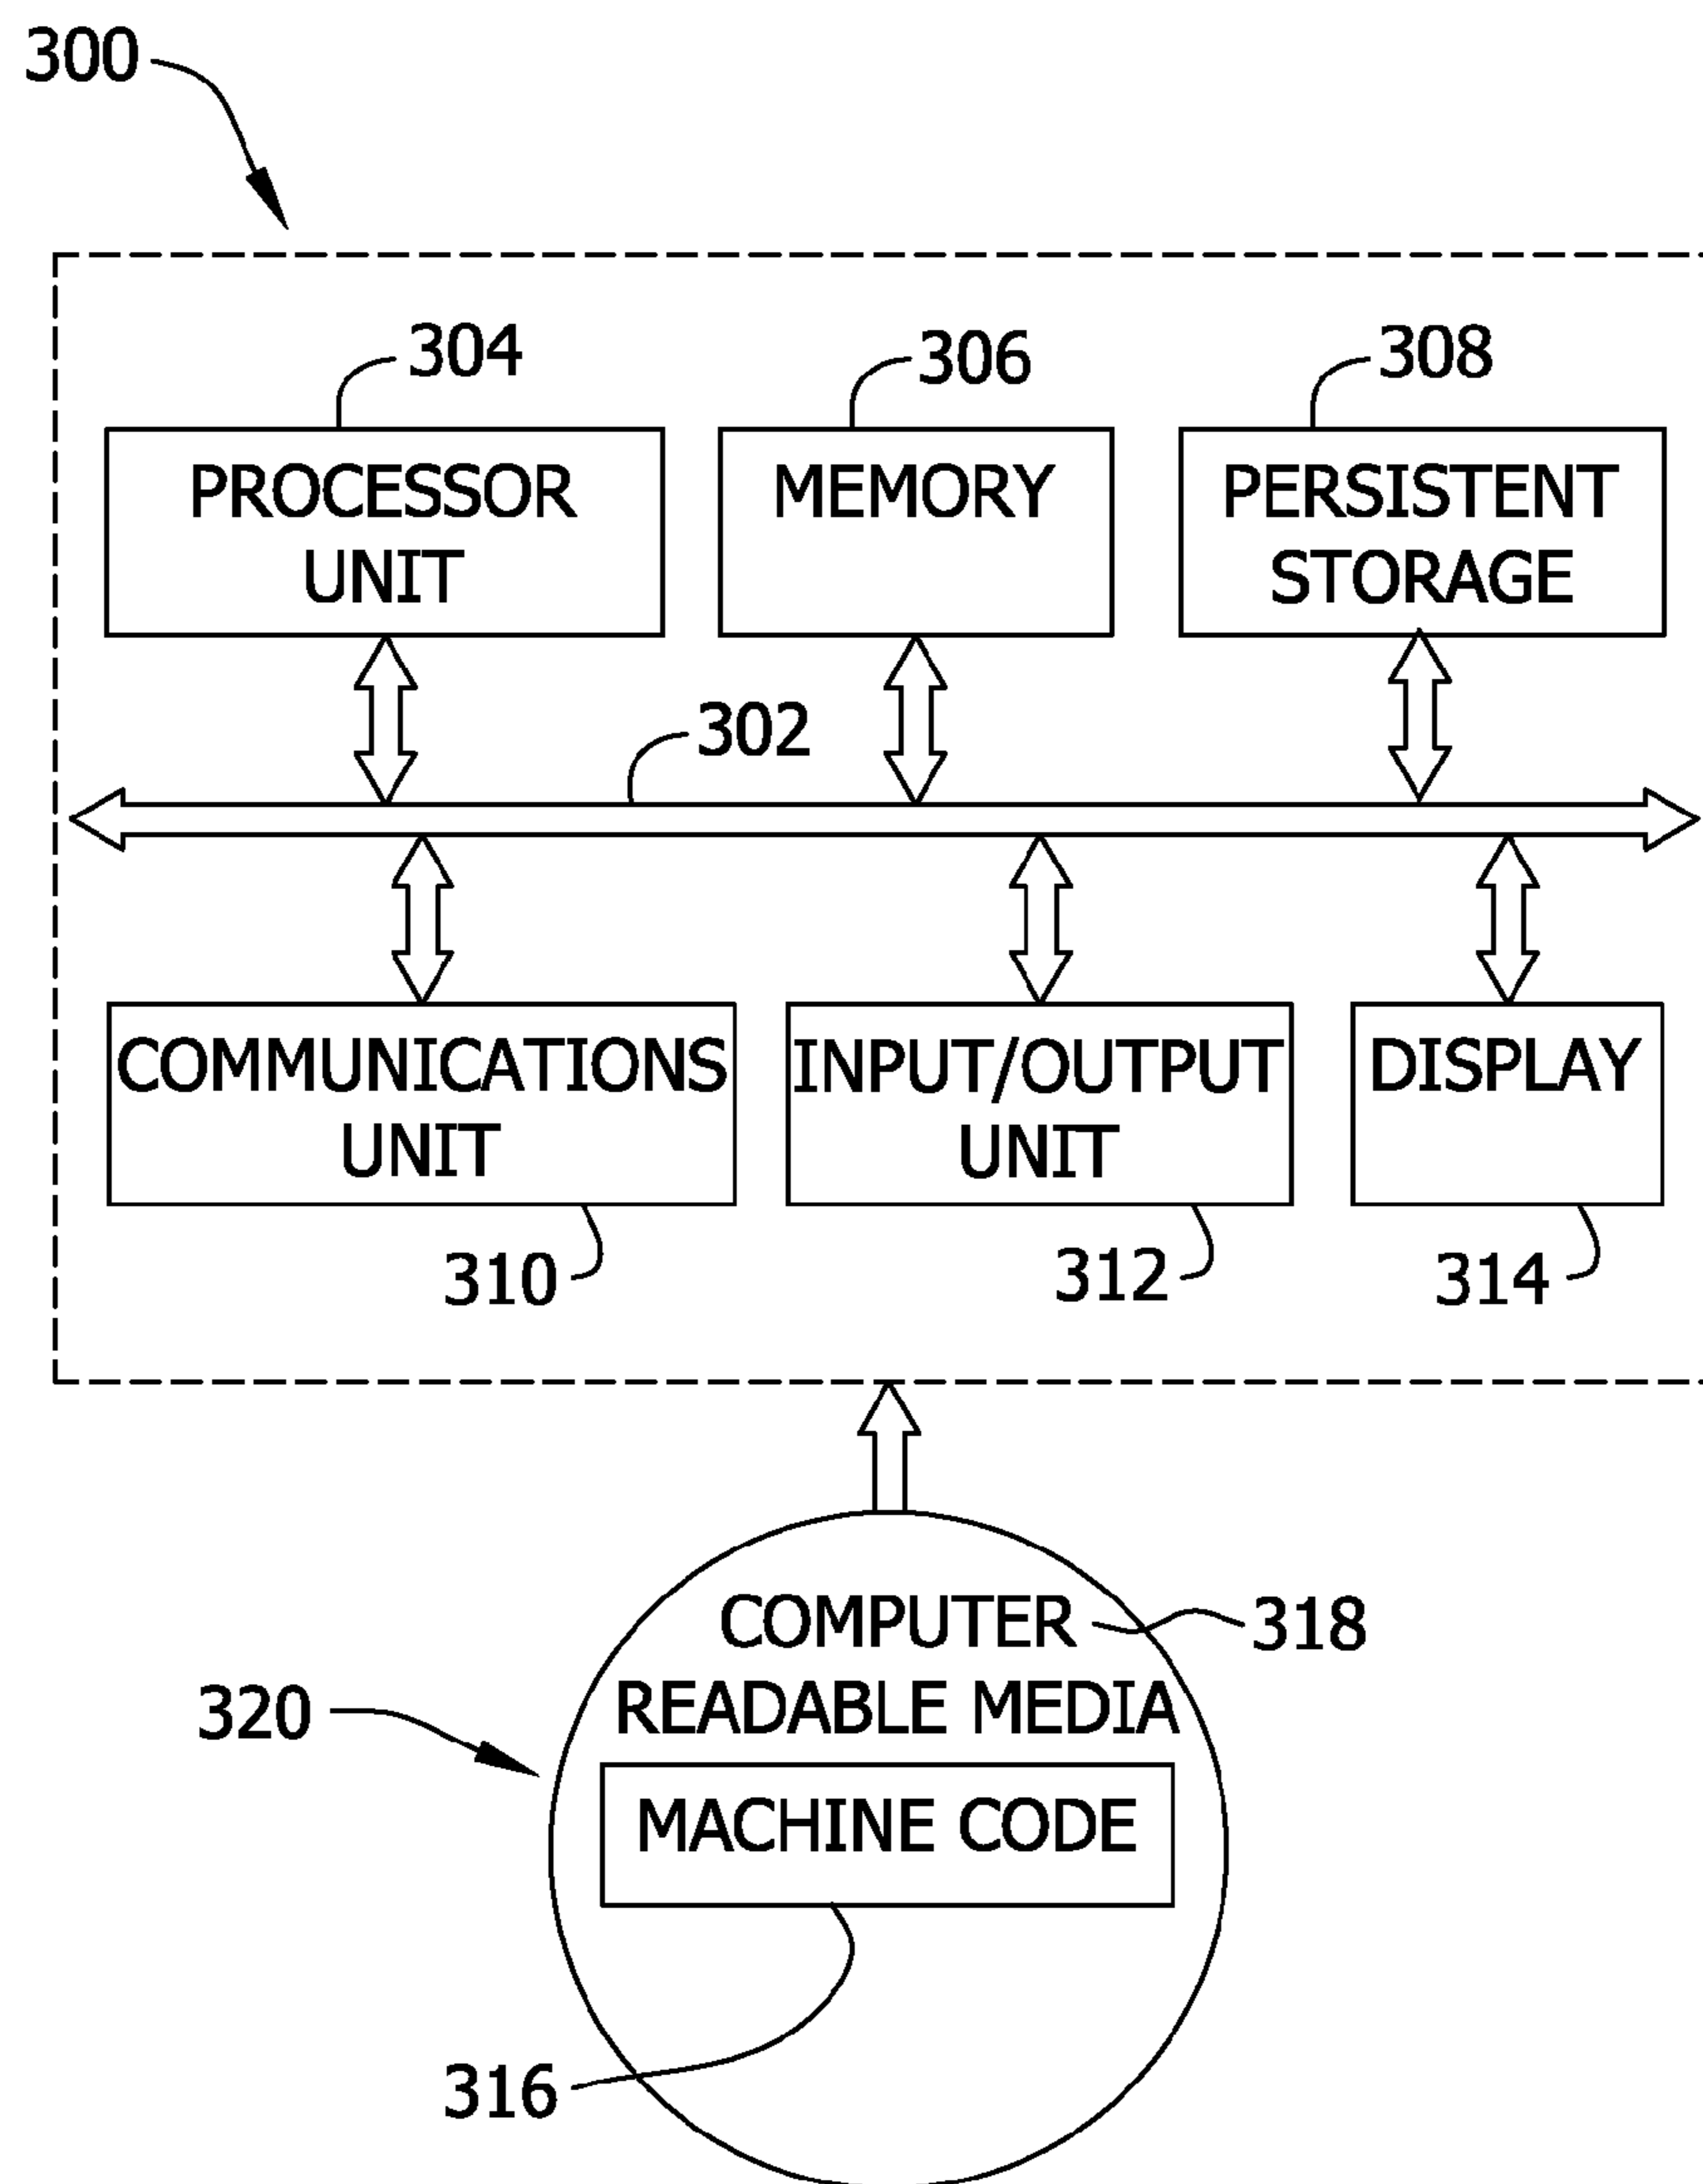 300
304
306
308
PROCESSOR
UNIT
MEMORY
PERSISTENT
STORAGE
302
COMMUNICATIONS
UNIT
INPUT/OUTPUT
UNIT
DISPLAY
310
312
314
COMPUTER
READABLE MEDIA
318
320
MACHINE CODE
316